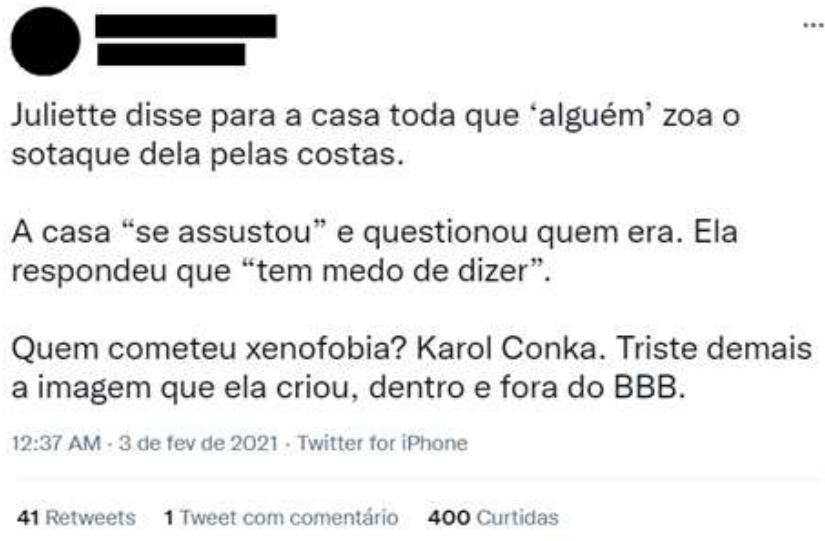 Juliette disse para a casa toda que ‘alguém’ zoa o
sotaque dela pelas costas.
A casa “se assustou” e questionou quem era. Ela
respondeu que “tem medo de dizer”.
Quem cometeu xenofobia? Karol Conka. Triste demais
a imagem que ela criou, dentro e fora do BBB.
12:37 AM · 3 de fev de 2021 · Twitter for iPhone
41 Retweets 1 Tweet com comentário 400 Curtidas